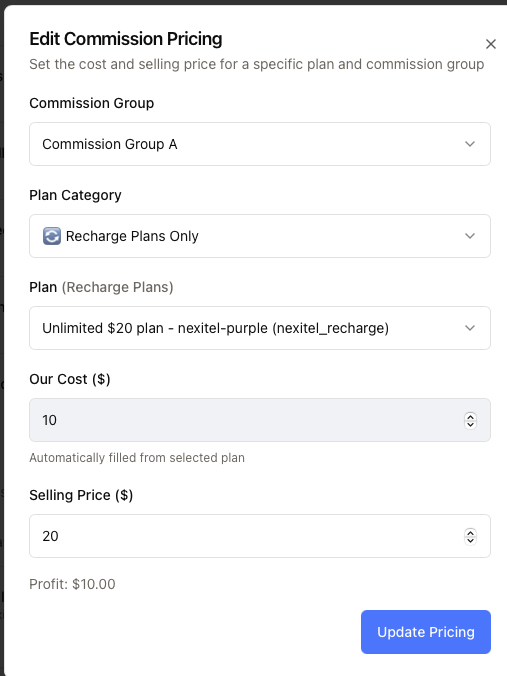 Edit Commission Pricing
Set the cost and selling price for a specific plan and commission group
Commission Group
Commission Group A
Plan Category
🔄 Recharge Plans Only
Plan (Recharge Plans)
Unlimited $20 plan - nexitel-purple (nexitel_recharge)
Our Cost ($)
10
Automatically filled from selected plan
Selling Price ($)
20
Profit: $10.00
Update Pricing